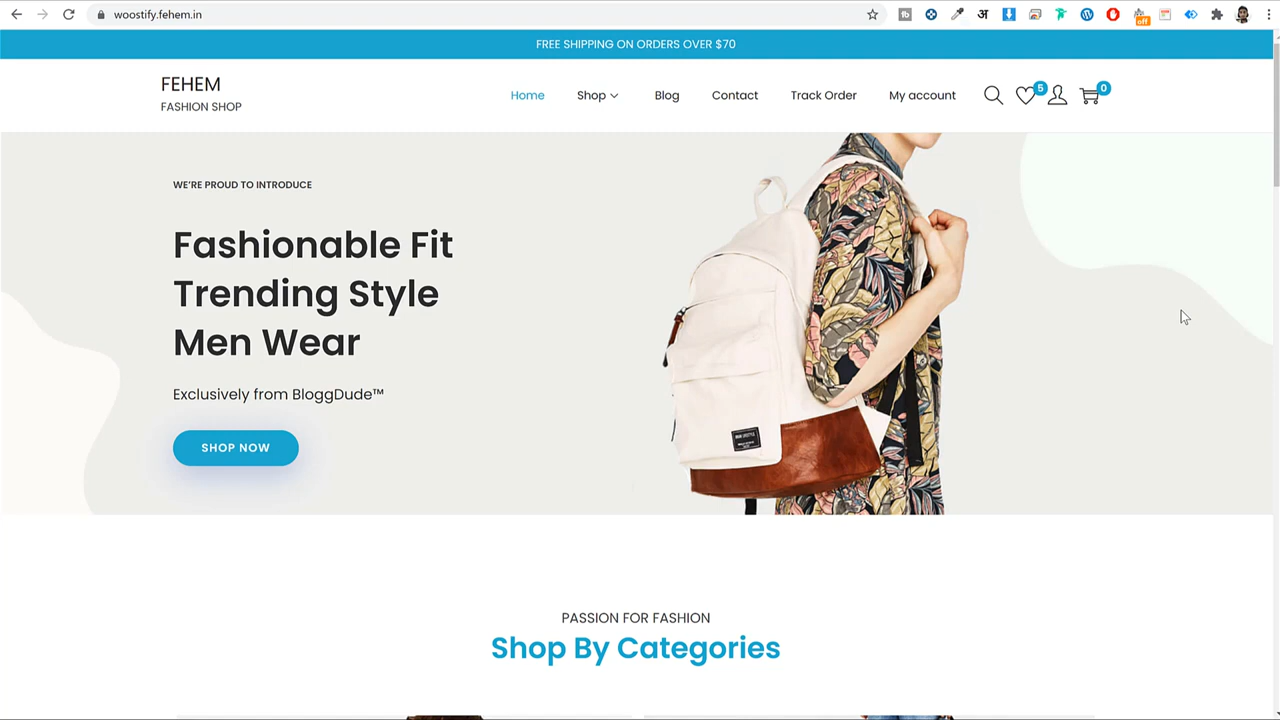 woostify.fehem.in
off
FREE SHIPPING ON ORDERS OVER $70
FEHEM
FASHION SHOP
Home
Shop
Blog
Contact
Track Order
My account
5
0
WE'RE PROUD TO INTRODUCE
Fashionable Fit
Trending Style
Men Wear
Exclusively from BloggDude™
SHOP NOW
PASSION FOR FASHION
Shop By Categories